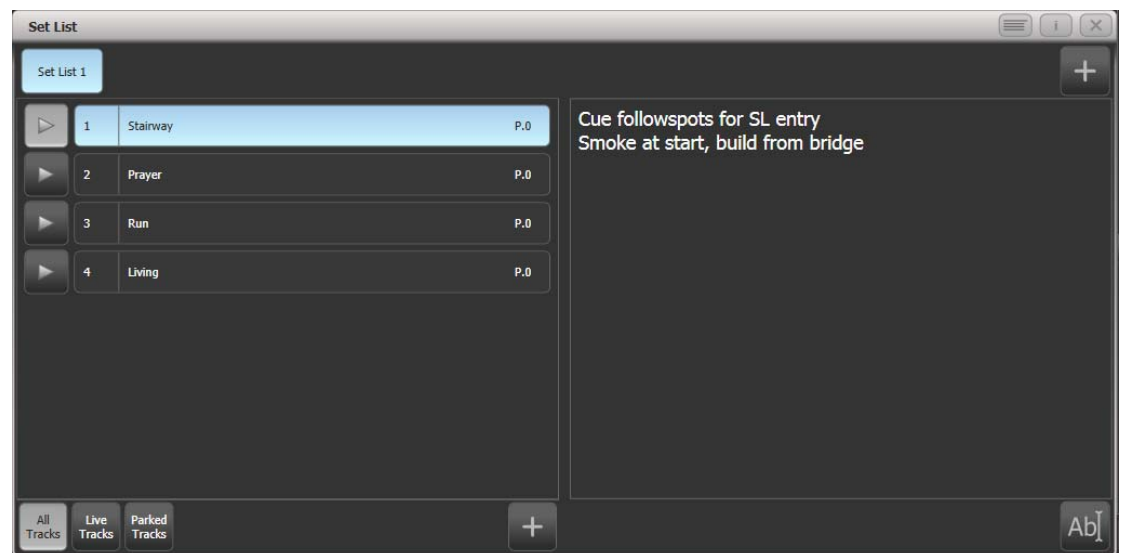 Set List
i
Set List 1
1 Stairway P.0
2 Prayer P.0
3 Run P.0
4 Living P.0
Cue followspots for SL entry
Smoke at start, build from bridge
All
Tracks
Live
Tracks
Parked
Tracks
Ab